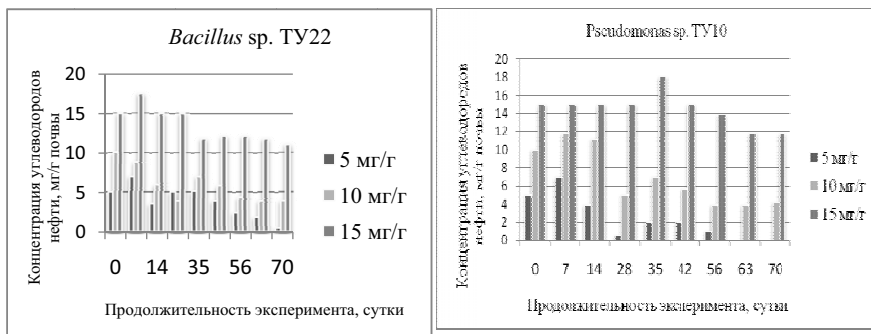 Bacillus sp. ТУ22
Концентрация углеводородов
нефти, мг/г почвы
20
15
10
5
0
0 14 35 56 70
Продолжительность эксперимента, сутки
5 мг/г
10 мг/г
15 мг/г
Pseudomonas sp. ТУ10
Концентрация углеводородов
нефти, мг/г почвы
20
18
16
14
12
10
8
6
4
2
0
0 7 14 28 35 42 56 63 70
Продолжительность эксперимента, сутки
5 мг/г
10 мг/г
15 мг/г